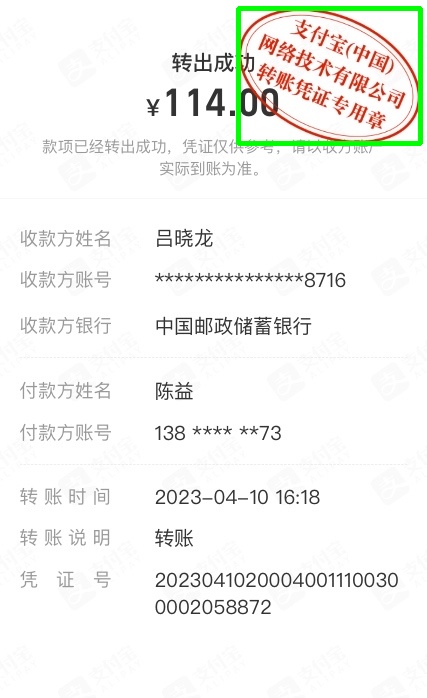 支付宝(中国)
网络技术有限公司
转账凭证专用章
转出成功
¥114.00
款项已经转出成功，凭证仅供参考，请以收方账户
实际到账为准。
收款方姓名 吕晓龙
收款方账号 ***************8716
收款方银行 中国邮政储蓄银行
付款方姓名 陈益
付款方账号 138 **** **73
转账时间 2023-04-10 16:18
转账说明 转账
凭证号 2023041020004001110030
0002058872